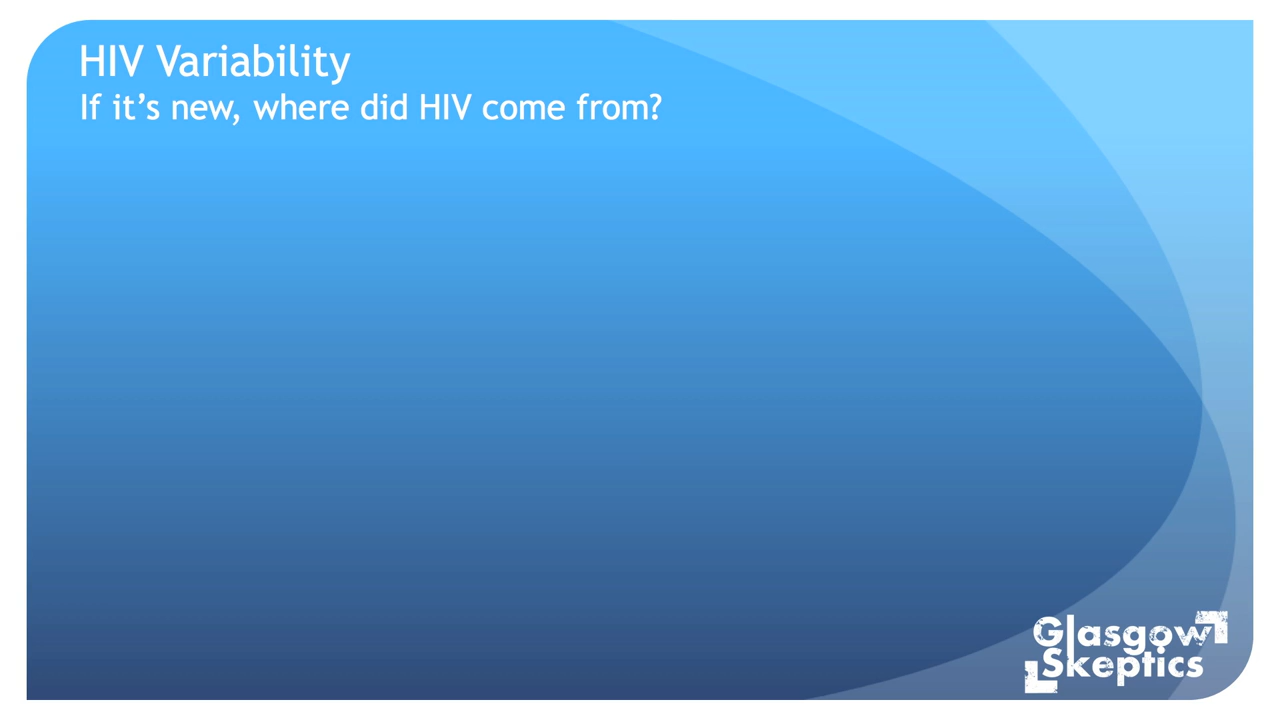 HIV Variability
If it's new, where did HIV come from?
Glasgow
Skeptics